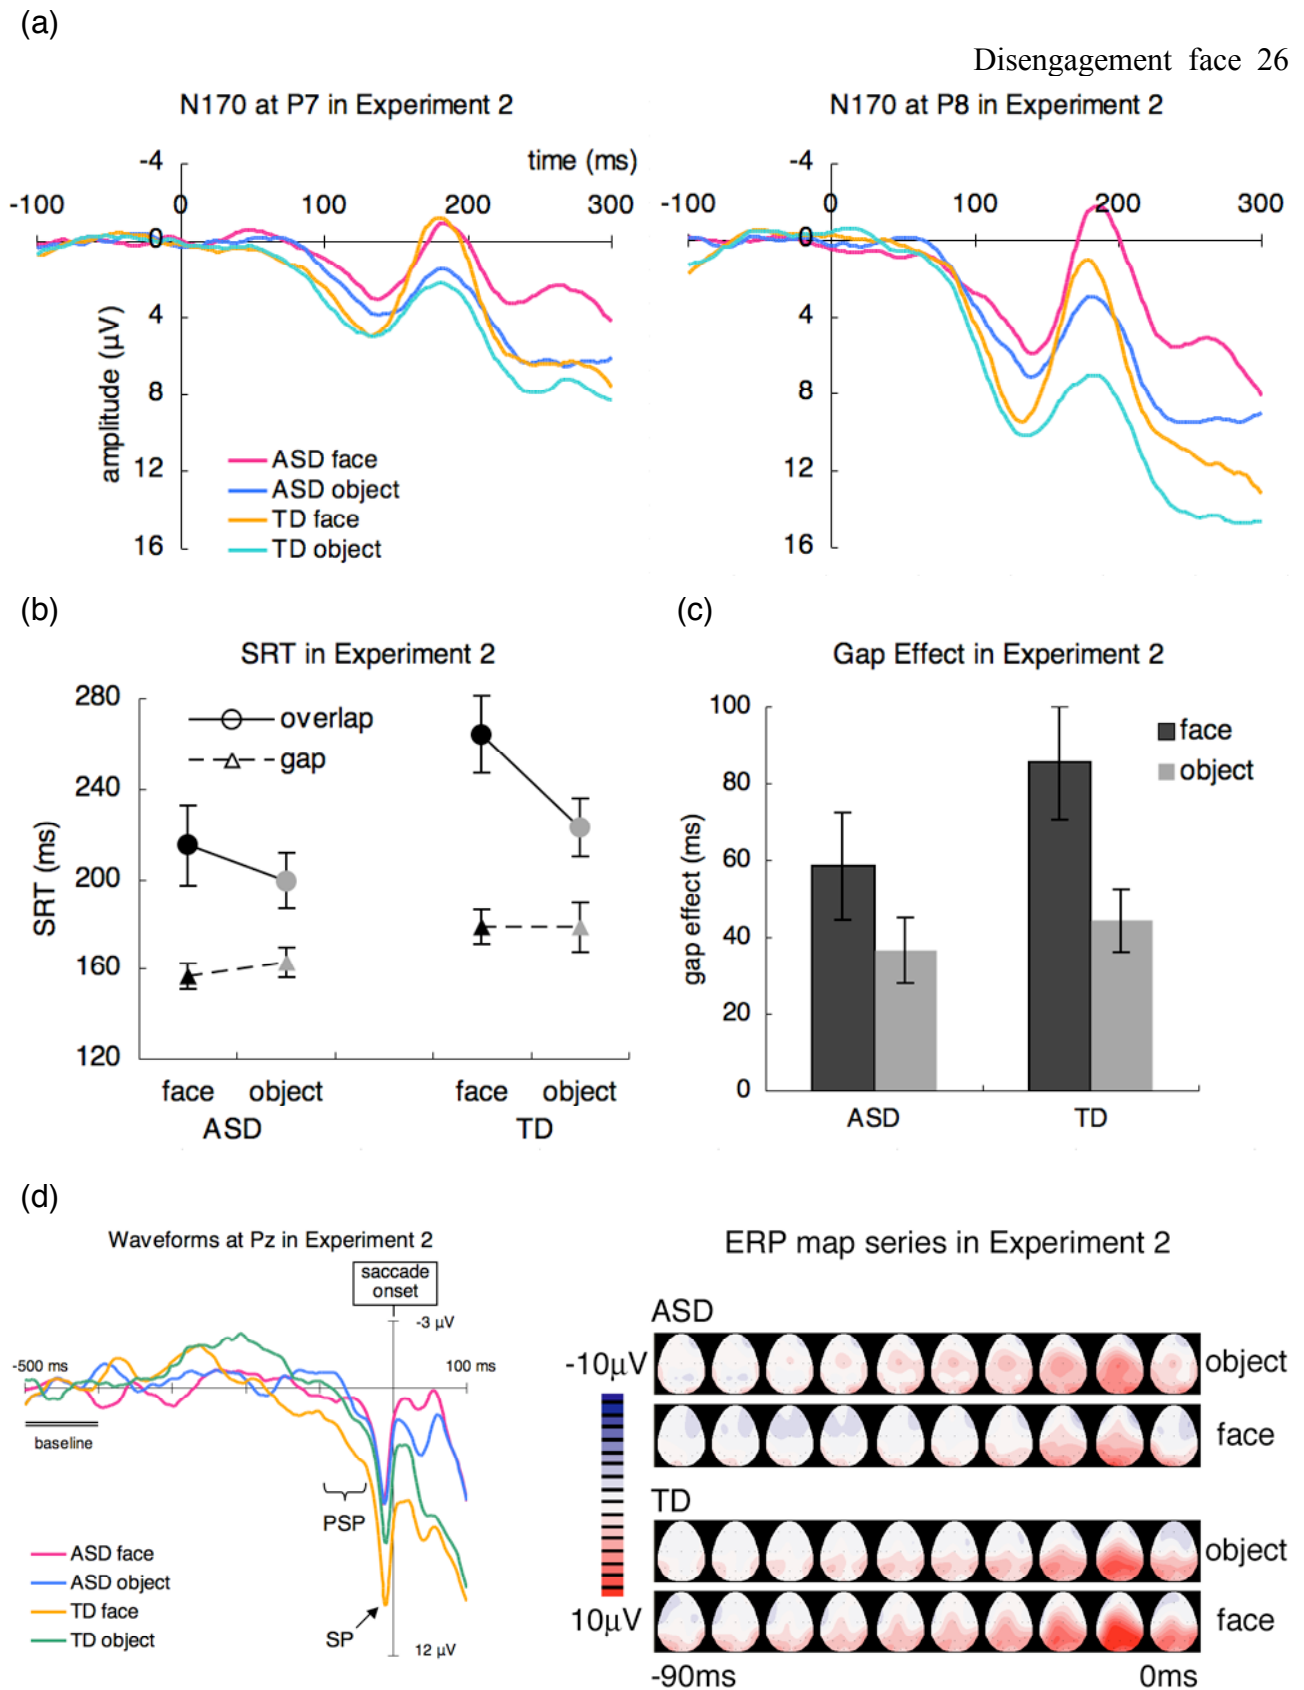 (a)
Disengagement face 26
N170 at P7 in Experiment 2
N170 at P8 in Experiment 2
-4
time (ms)
-4
-100 0 100 200 300
-100 0 100 200 300
0
0
4
4
8
8
12
12
16
16
amplitude (µV)
ASD face
ASD object
TD face
TD object
(b)
(c)
SRT in Experiment 2
280
240
200
160
120
SRT (ms)
overlap
gap
face object face object
ASD TD
Gap Effect in Experiment 2
100
80
60
40
20
0
gap effect (ms)
face
object
ASD TD
(d)
Waveforms at Pz in Experiment 2
saccade
onset
-3 µV
-500 ms
100 ms
baseline
PSP
SP
12 µV
ASD face
ASD object
TD face
TD object
ERP map series in Experiment 2
ASD
-10µV
object
face
TD
object
10µV
face
-90ms 0ms